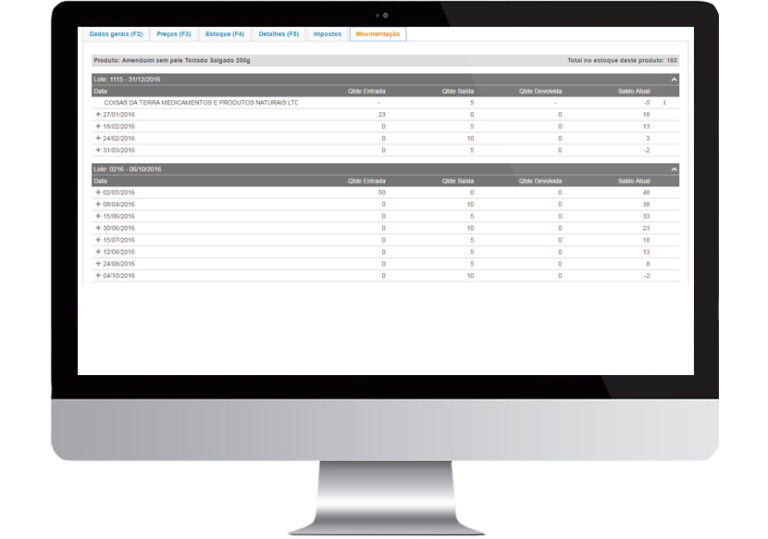 Dados gerais (F2) Preços (F3) Estoque (F4) Detalhes (F5) Impostos Movimentação
Produto: Amendoim sem pele Torrado Salgado 200g Total no estoque deste produto: 103
Lote: 1115 - 31/12/2016
Data Qtde Entrada Qtde Saída Qtde Devolvida Saldo Atual
COISAS DA TERRA MEDICAMENTOS E PRODUTOS NATURAIS LTD - 5 - -5
+ 27/01/2016 23 0 0 18
+ 18/02/2016 0 5 0 13
+ 24/02/2016 0 10 0 3
+ 31/03/2016 0 5 0 -2
Lote: 0216 - 06/10/2016
Data Qtde Entrada Qtde Saída Qtde Devolvida Saldo Atual
+ 02/03/2016 50 0 0 48
+ 08/04/2016 0 10 0 38
+ 15/06/2016 0 5 0 33
+ 30/06/2016 0 10 0 23
+ 15/07/2016 0 5 0 18
+ 12/08/2016 0 5 0 13
+ 24/08/2016 0 5 0 8
+ 04/10/2016 0 10 0 -2